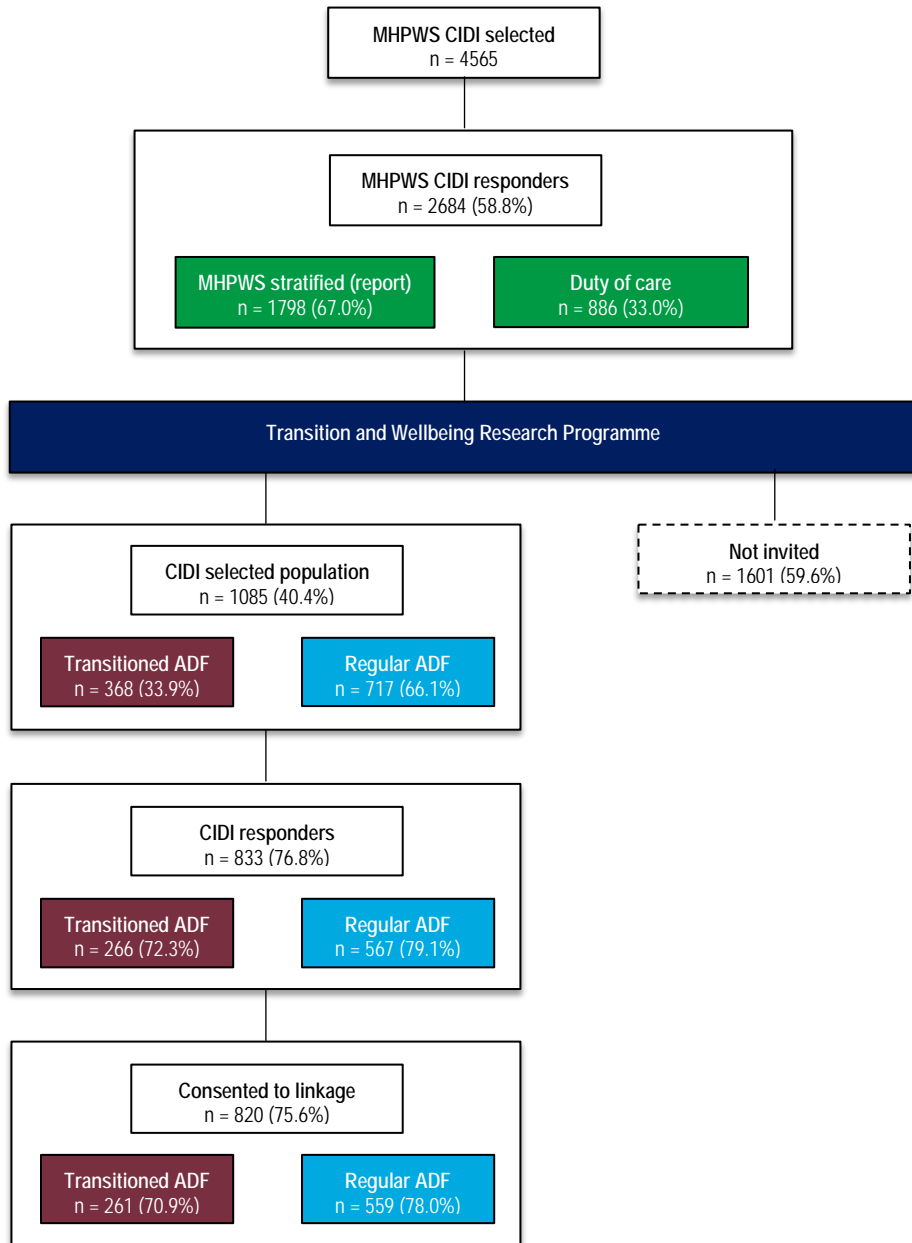 MHPWS CIDI selected
n = 4565
MHPWS CIDI responders
n = 2684 (58.8%)
MHPWS stratified (report)
n = 1798 (67.0%)
Duty of care
n = 886 (33.0%)
Transition and Wellbeing Research Programme
CIDI selected population
n = 1085 (40.4%)
Not invited
n = 1601 (59.6%)
Transitioned ADF
n = 368 (33.9%)
Regular ADF
n = 717 (66.1%)
CIDI responders
n = 833 (76.8%)
Transitioned ADF
n = 266 (72.3%)
Regular ADF
n = 567 (79.1%)
Consented to linkage
n = 820 (75.6%)
Transitioned ADF
n = 261 (70.9%)
Regular ADF
n = 559 (78.0%)